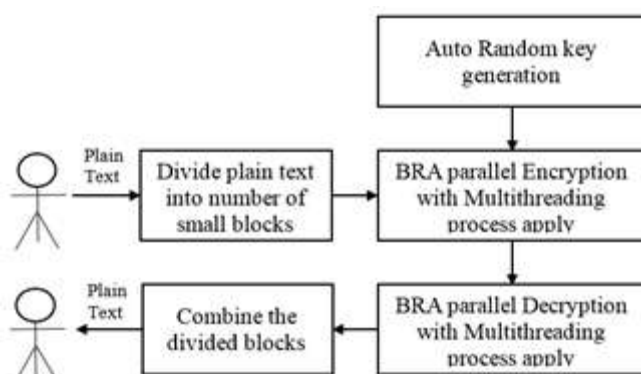 Auto Random key
generation
Plain
Text
Divide plain text
into number of
small blocks
BRA parallel Encryption
with Multithreading
process apply
Plain
Text
Combine the
divided blocks
BRA parallel Decryption
with Multithreading
process apply